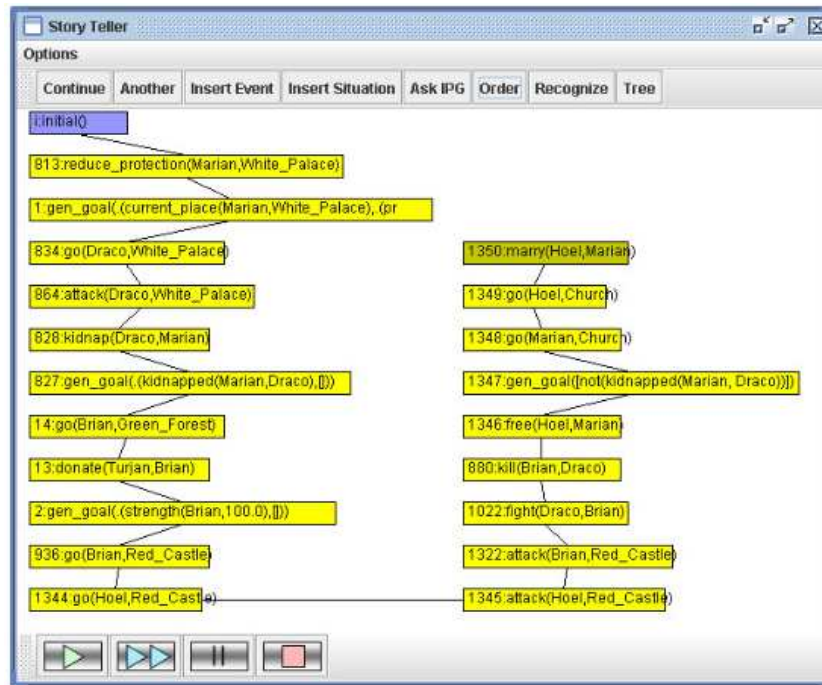 Story Teller
Options
Continue Another Insert Event Insert Situation Ask IPG Order Recognize Tree
i:initial()
813:reduce_protection(Marian,White_Palace)
1:gen_goal(.(current_place(Marian,White_Palace),.(pr
834:go(Draco,White_Palace)
864:attack(Draco,White_Palace)
828:kidnap(Draco,Marian)
827:gen_goal(.(kidnapped(Marian,Draco),[]))
14:go(Brian,Green_Forest)
13:donate(Turjan,Brian)
2:gen_goal(.(strength(Brian,100.0),[]))
936:go(Brian,Red_Castle)
1344:go(Hoel,Red_Castle)
1350:marry(Hoel,Marian)
1349:go(Hoel,Church)
1348:go(Marian,Church)
1347:gen_goal([not(kidnapped(Marian, Draco))])
1346:free(Hoel,Marian)
880:kill(Brian,Draco)
1022:fight(Draco,Brian)
1322:attack(Brian,Red_Castle)
1345:attack(Hoel,Red_Castle)